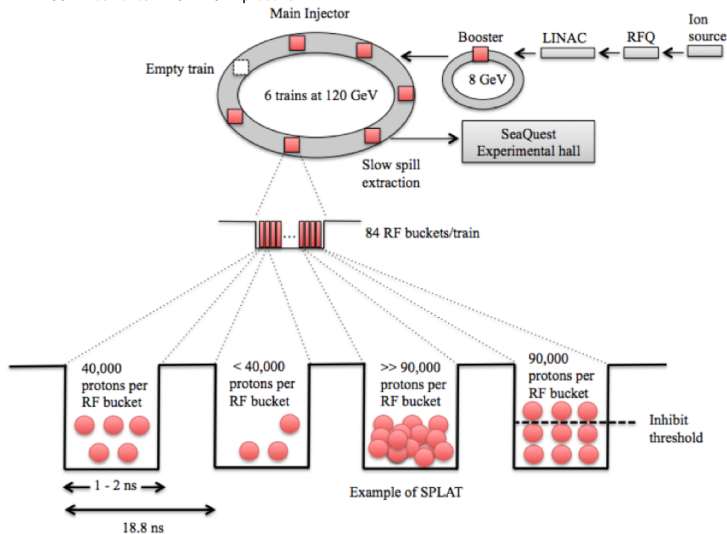 Main Injector
Ion
source
Booster
LINAC
RFQ
Empty train
8 GeV
6 trains at 120 GeV
SeaQuest
Experimental hall
Slow spill
extraction
84 RF buckets/train
...
40,000
protons per
RF bucket
< 40,000
protons per
RF bucket
>> 90,000
protons per
RF bucket
90,000
protons per
RF bucket
Inhibit
threshold
1 - 2 ns
Example of SPLAT
18.8 ns